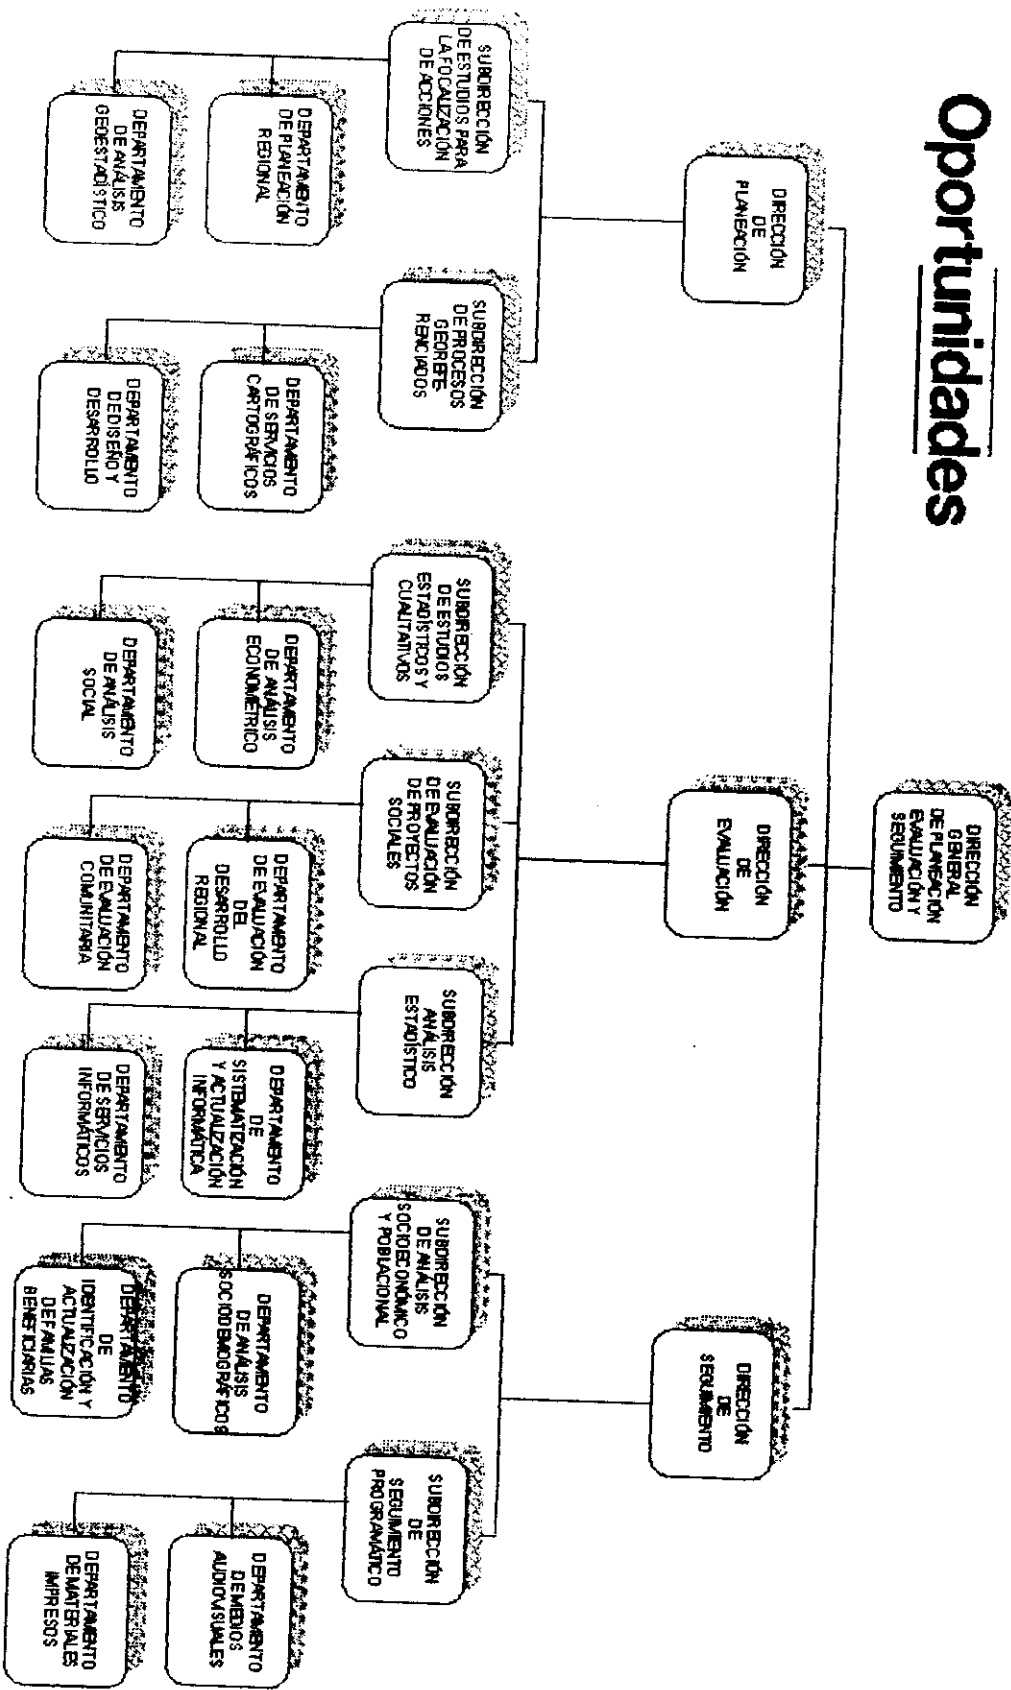 Oportunidades
DIRECCIÓN
GENERAL
DE PLANEACIÓN
EVALUACIÓN Y
SEGUIMIENTO
DIRECCIÓN
DE
PLANEACIÓN
DIRECCIÓN
DE
EVALUACIÓN
DIRECCIÓN
DE
SEGUIMIENTO
SUBDIRECCIÓN
DE ESTUDIOS PARA
LA FOCALIZACIÓN
DE ACCIONES
SUBDIRECCIÓN
DE PROCESOS
GEOREFE-
RENCIADOS
SUBDIRECCIÓN
DE ESTUDIOS
ESTADÍSTICOS Y
CUALITATIVOS
SUBDIRECCIÓN
DE EVALUACIÓN
DE PROYECTOS
SOCIALES
SUBDIRECCIÓN
ANÁLISIS
ESTADÍSTICO
SUBDIRECCIÓN
DE ANÁLISIS
SOCIOECONÓMICO
Y POBLACIONAL
SUBDIRECCIÓN
DE
SEGUIMIENTO
PROGRAMÁTICO
DEPARTAMENTO
DE PLANEACIÓN
REGIONAL
DEPARTAMENTO
DE SERVICIOS
CARTOGRÁFICOS
DEPARTAMENTO
DE ANÁLISIS
ECONOMÉTRICO
DEPARTAMENTO
DE EVALUACIÓN
DEL
DESARROLLO
REGIONAL
DEPARTAMENTO
DE
SISTEMATIZACIÓN
Y ACTUALIZACIÓN
INFORMÁTICA
DEPARTAMENTO
DE ANÁLISIS
SOCIODEMOGRÁFICOS
DEPARTAMENTO
DE MEDIOS
AUDIOVISUALES
DEPARTAMENTO
DE ANÁLISIS
GEOESTADÍSTICO
DEPARTAMENTO
DE DISEÑO Y
DESARROLLO
DEPARTAMENTO
DE ANÁLISIS
SOCIAL
DEPARTAMENTO
DE EVALUACIÓN
COMUNITARIA
DEPARTAMENTO
DE SERVICIOS
INFORMÁTICOS
DEPARTAMENTO
DE
IDENTIFICACIÓN Y
ACTUALIZACIÓN
DE FAMILIAS
BENEFICIARIAS
DEPARTAMENTO
DE MATERIALES
IMPRESOS